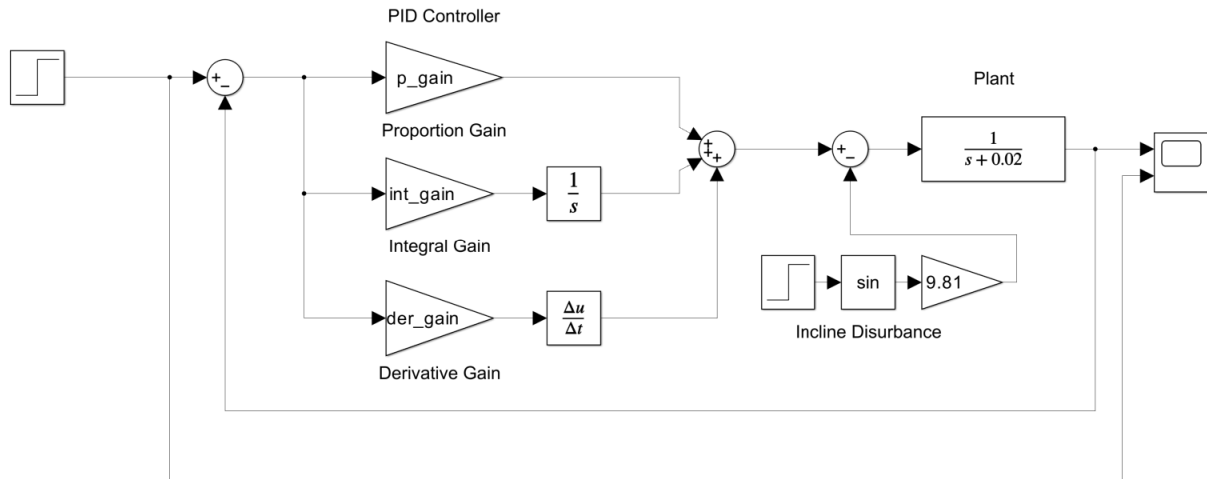 PID Controller
p_gain
Proportion Gain
+
−
Plant
1
s + 0.02
+
+
+
+
−
int_gain
1
s
Integral Gain
sin
9.81
Incline Disurbance
der_gain
Δu
Δt
Derivative Gain